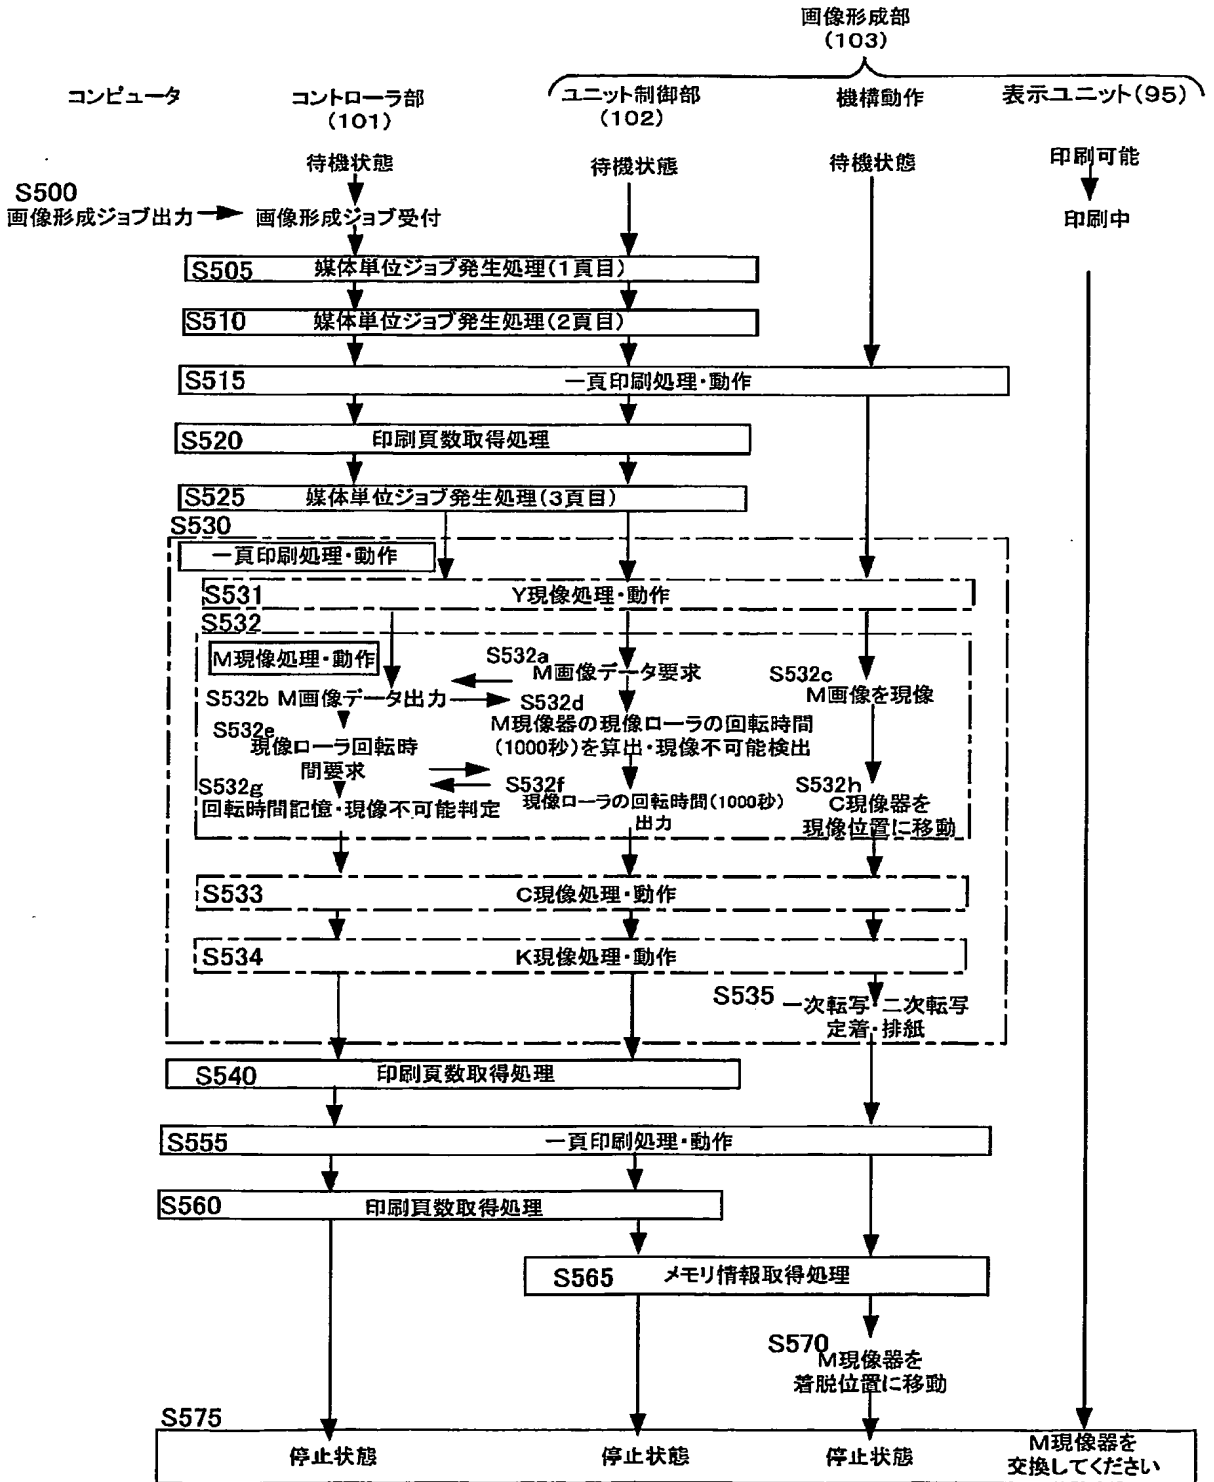 画像形成部
(103)
コンピュータ
コントローラ部
(101)
ユニット制御部
(102)
機構動作
表示ユニット(95)
待機状態
待機状態
待機状態
印刷可能
S500
画像形成ジョブ出力
画像形成ジョブ受付
印刷中
S505 媒体単位ジョブ発生処理(1頁目)
S510 媒体単位ジョブ発生処理(2頁目)
S515 一頁印刷処理・動作
S520 印刷頁数取得処理
S525 媒体単位ジョブ発生処理(3頁目)
S530
一頁印刷処理・動作
S531 Y現像処理・動作
S532
M現像処理・動作
S532a
M画像データ要求
S532b M画像データ出力
S532c
M画像を現像
S532d
M現像器の現像ローラの回転時間
(1000秒)を算出・現像不可能検出
S532e
現像ローラ回転時
間要求
S532f
現像ローラの回転時間(1000秒)
出力
S532g
回転時間記憶・現像不可能判定
S532h
C現像器を
現像位置に移動
S533 C現像処理・動作
S534 K現像処理・動作
S535 一次転写・二次転写
定着・排紙
S540 印刷頁数取得処理
S555 一頁印刷処理・動作
S560 印刷頁数取得処理
S565 メモリ情報取得処理
S570
M現像器を
着脱位置に移動
S575
停止状態
停止状態
停止状態
M現像器を
交換してください